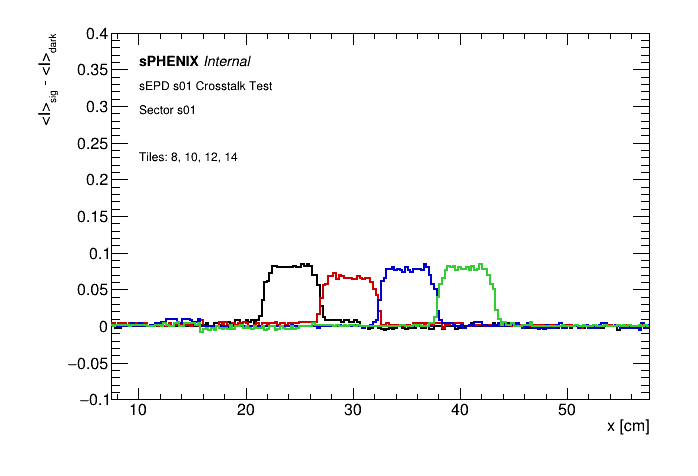 <I>sig - <I>dark
0.4
0.35
0.3
0.25
0.2
0.15
0.1
0.05
0
−0.05
−0.1
sPHENIX Internal
sEPD s01 Crosstalk Test
Sector s01
Tiles: 8, 10, 12, 14
10 20 30 40 50
x [cm]